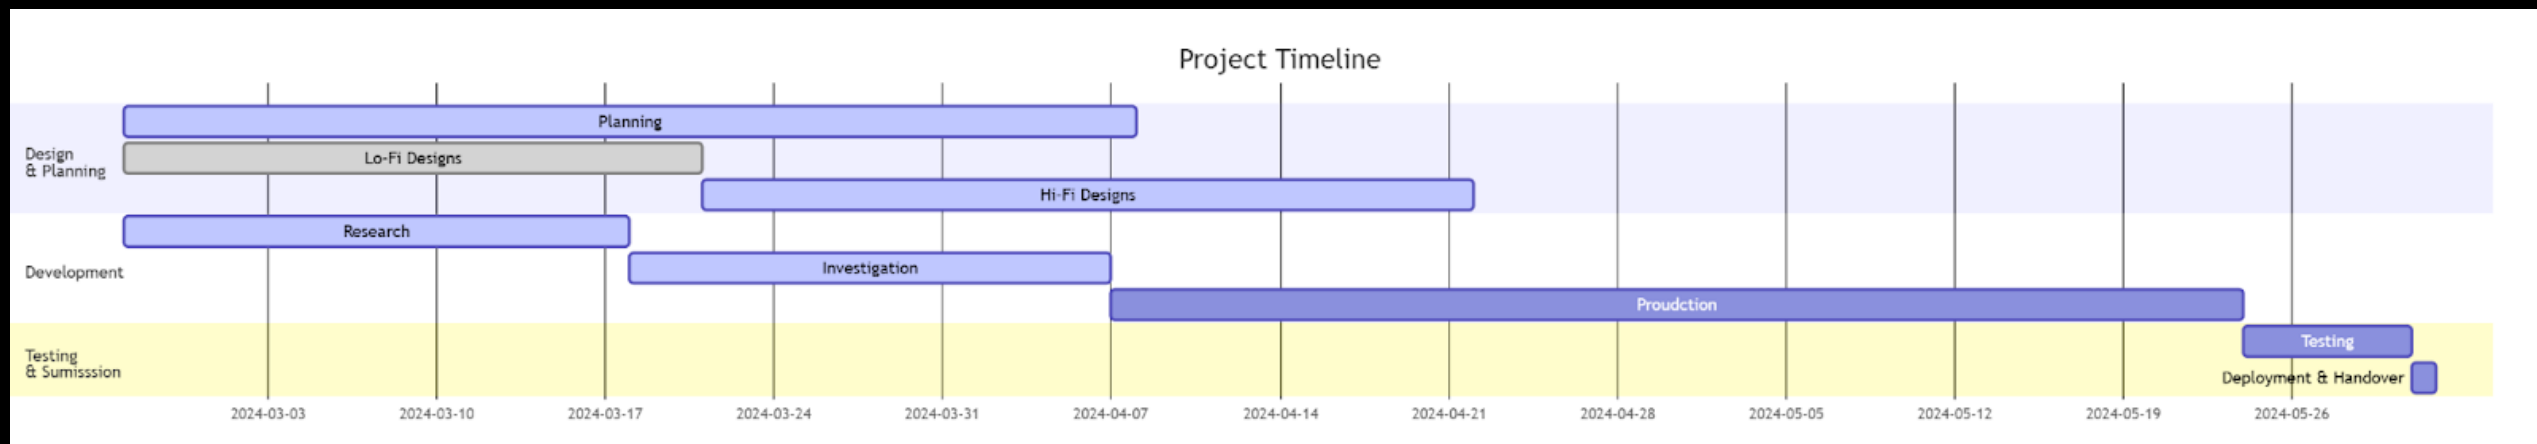 Project Timeline
Planning
Design
& Planning
Lo-Fi Designs
Hi-Fi Designs
Research
Development
Investigation
Proudction
Testing
& Sumisssion
Testing
Deployment & Handover
2024-03-03
2024-03-10
2024-03-17
2024-03-24
2024-03-31
2024-04-07
2024-04-14
2024-04-21
2024-04-28
2024-05-05
2024-05-12
2024-05-19
2024-05-26